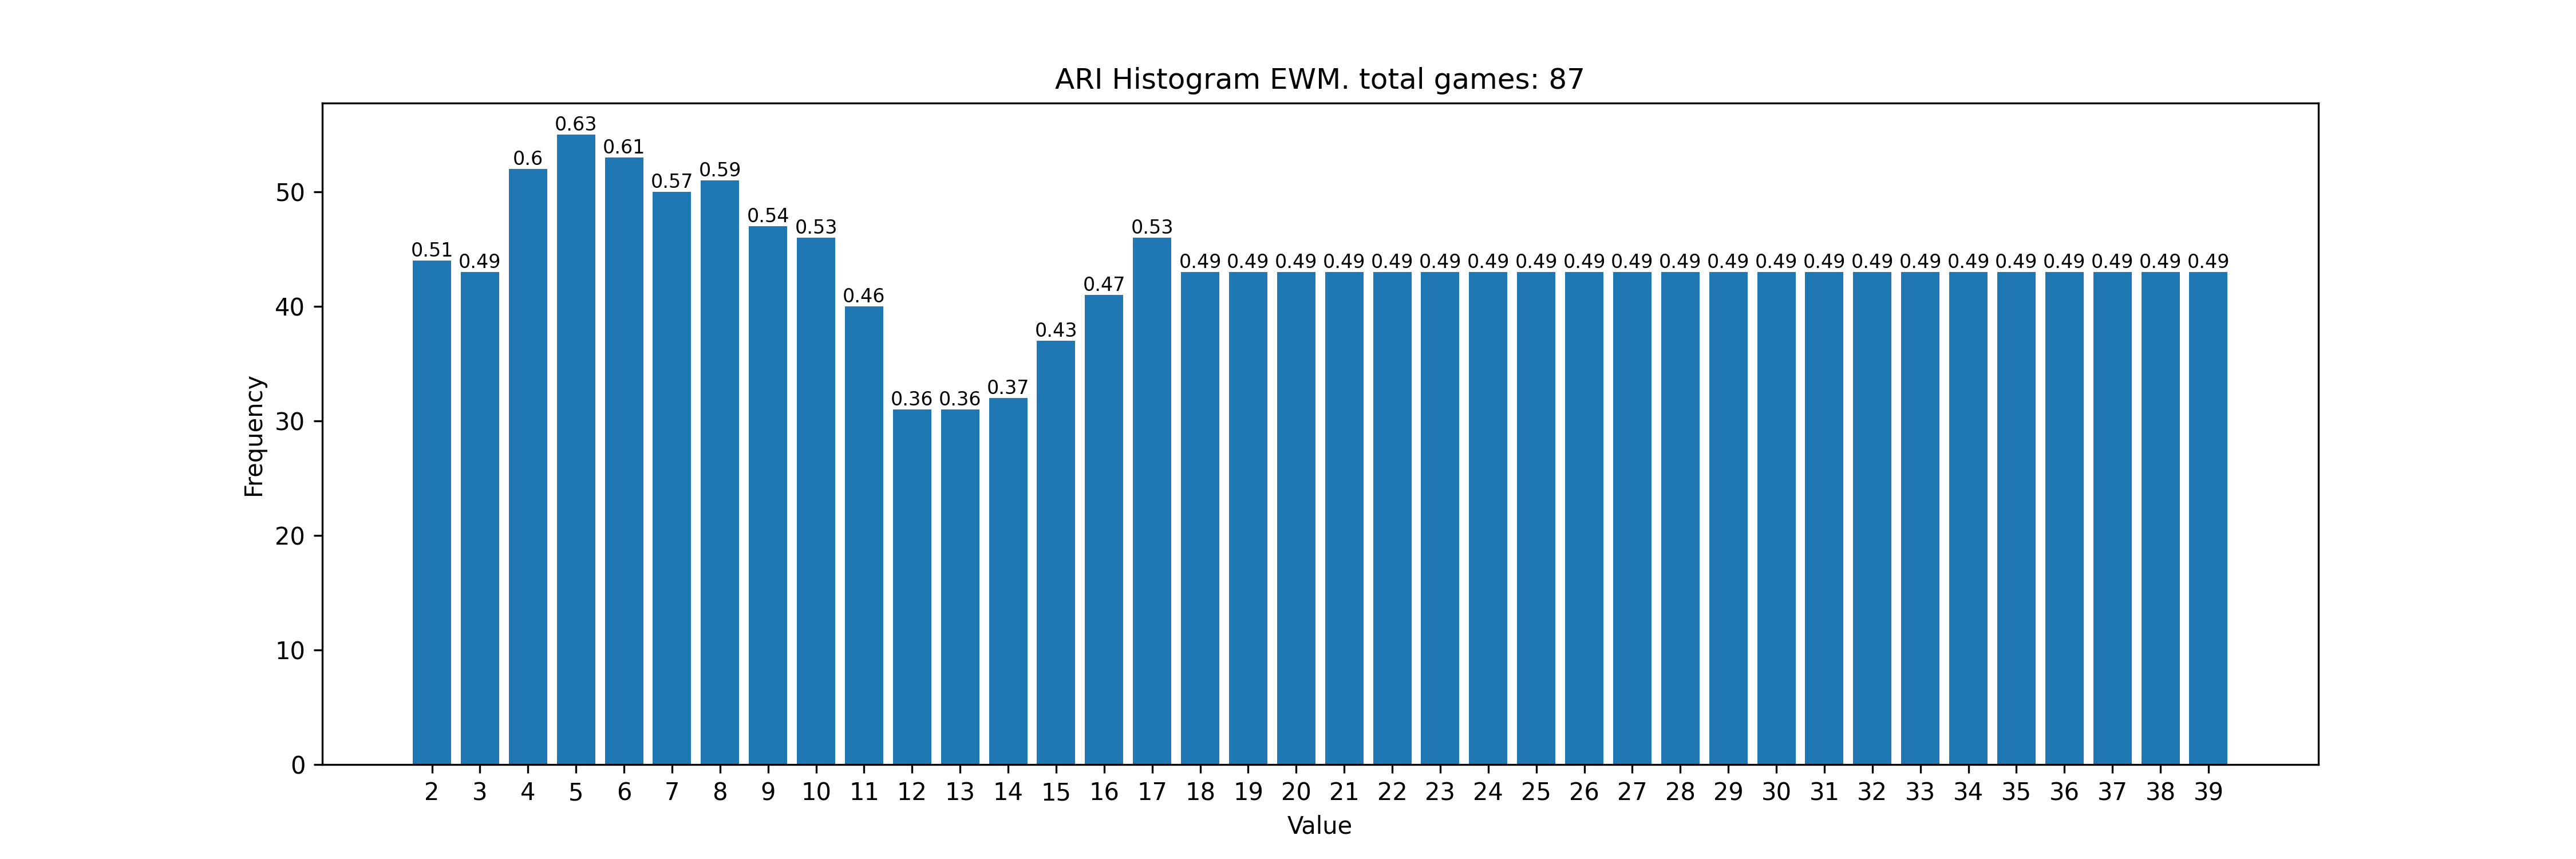 ARI Histogram EWM. total games: 87
0.51 0.49 0.6 0.63 0.61 0.57 0.59 0.54 0.53 0.46 0.36 0.36 0.37 0.43 0.47 0.53 0.49 0.49 0.49 0.49 0.49 0.49 0.49 0.49 0.49 0.49 0.49 0.49 0.49 0.49 0.49 0.49 0.49 0.49 0.49 0.49 0.49 0.49
Frequency
50
40
30
20
10
0
2 3 4 5 6 7 8 9 10 11 12 13 14 15 16 17 18 19 20 21 22 23 24 25 26 27 28 29 30 31 32 33 34 35 36 37 38 39
Value